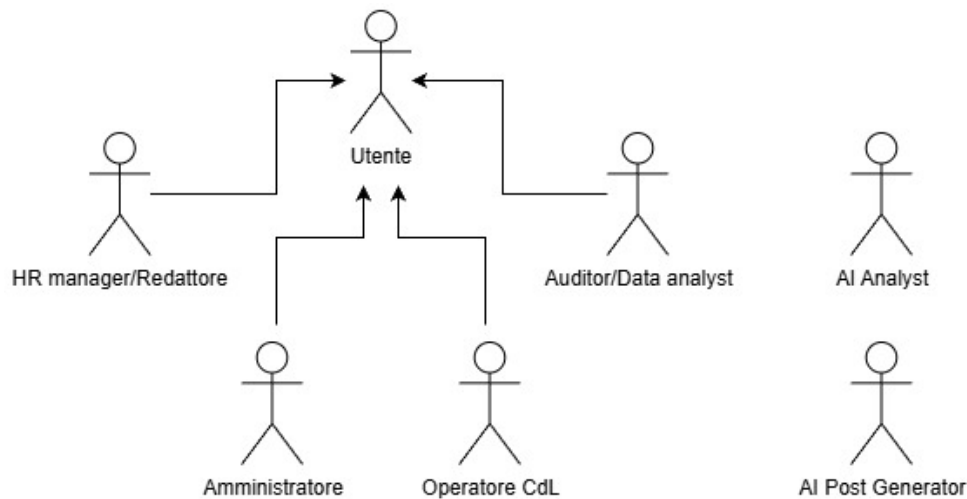 Utente
HR manager/Redattore
Auditor/Data analyst
AI Analyst
Amministratore
Operatore CdL
AI Post Generator